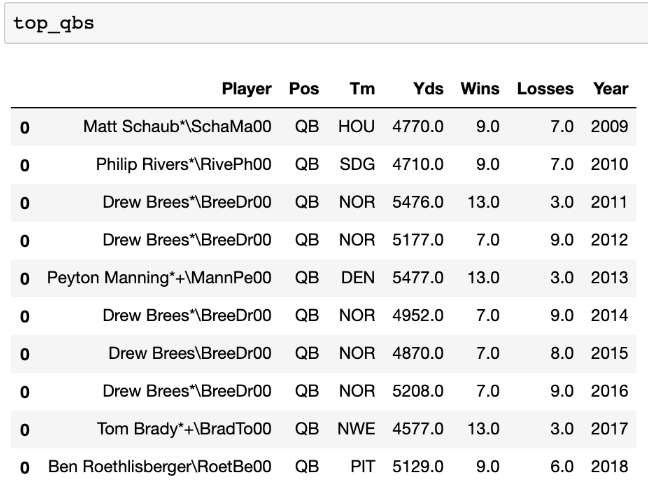 top_qbs
Player Pos Tm Yds Wins Losses Year
0 Matt Schaub*\SchaMa00 QB HOU 4770.0 9.0 7.0 2009
0 Philip Rivers*\RivePh00 QB SDG 4710.0 9.0 7.0 2010
0 Drew Brees*\BreeDr00 QB NOR 5476.0 13.0 3.0 2011
0 Drew Brees*\BreeDr00 QB NOR 5177.0 7.0 9.0 2012
0 Peyton Manning*+\MannPe00 QB DEN 5477.0 13.0 3.0 2013
0 Drew Brees*\BreeDr00 QB NOR 4952.0 7.0 9.0 2014
0 Drew Brees\BreeDr00 QB NOR 4870.0 7.0 8.0 2015
0 Drew Brees*\BreeDr00 QB NOR 5208.0 7.0 9.0 2016
0 Tom Brady*+\BradTo00 QB NWE 4577.0 13.0 3.0 2017
0 Ben Roethlisberger\RoetBe00 QB PIT 5129.0 9.0 6.0 2018